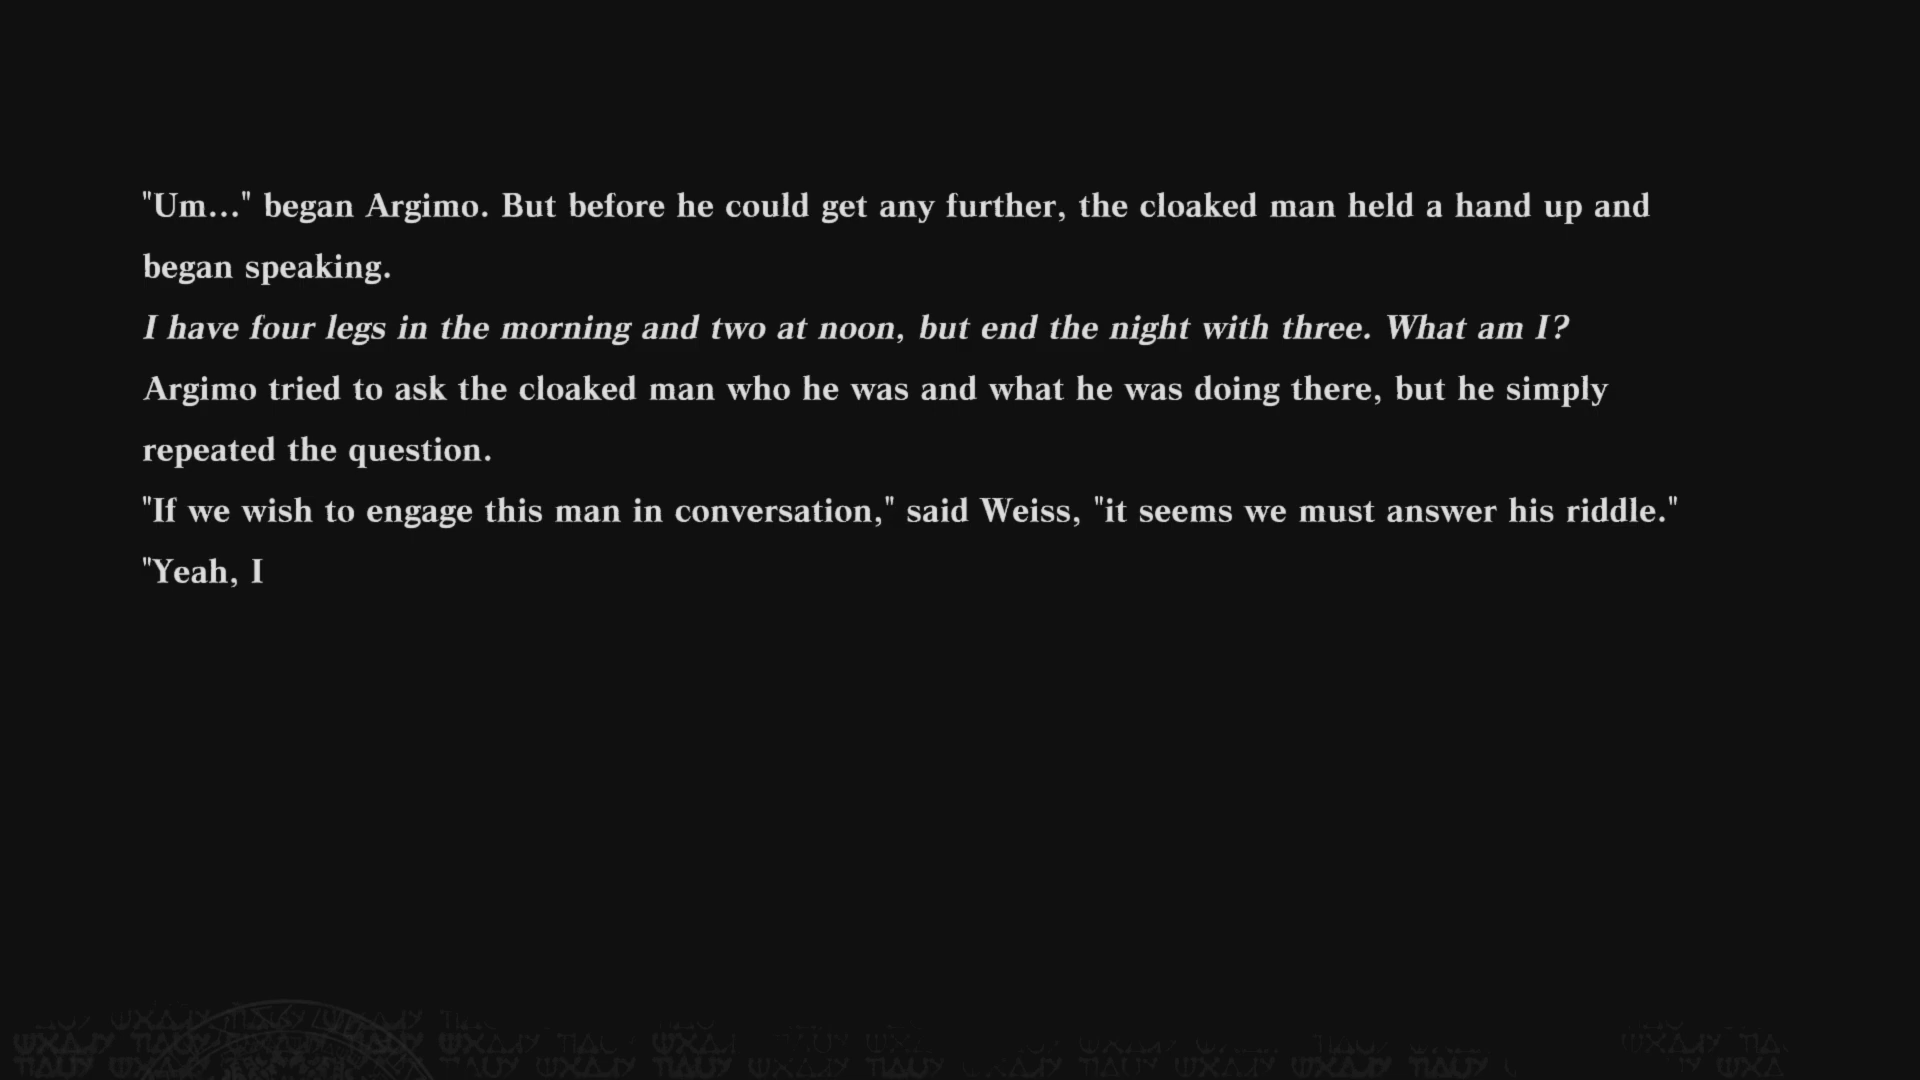 "Um..." began Argimo. But before he could get any further, the cloaked man held a hand up and
began speaking.
I have four legs in the morning and two at noon, but end the night with three. What am I?
Argimo tried to ask the cloaked man who he was and what he was doing there, but he simply
repeated the question.
"If we wish to engage this man in conversation," said Weiss, "it seems we must answer his riddle."
"Yeah, I